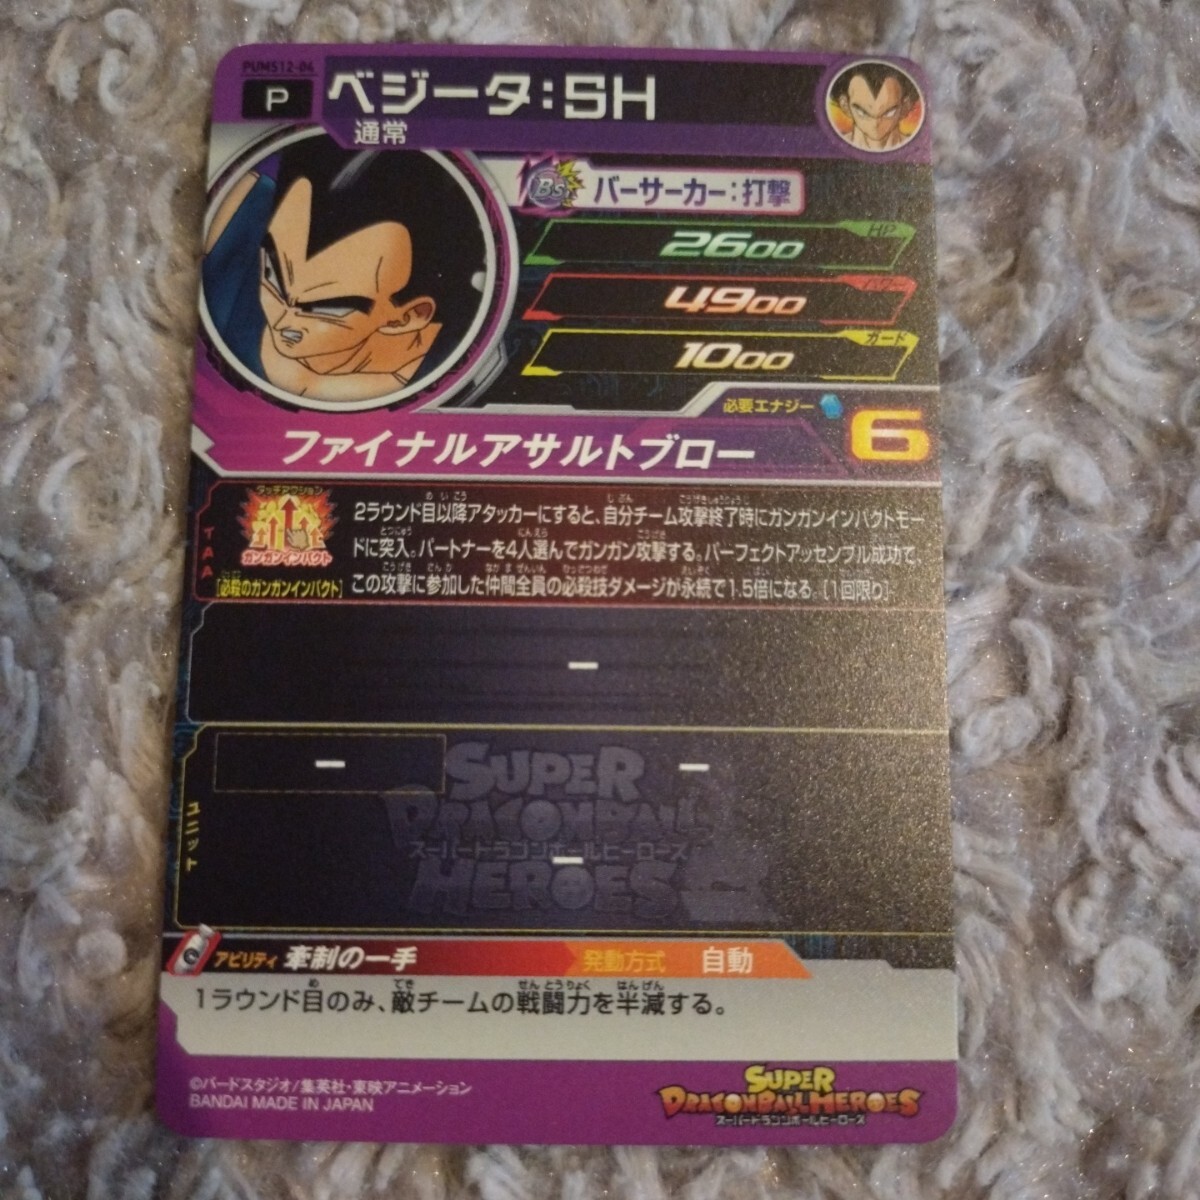 PUMS12-04
P
ベジータ:SH
通常
Bs
バーサーカー:打撃
HP
2600
パワー
4900
ガード
1000
必要エナジー
6
ファイナルアサルトブロー
TAA
タッチアクション
ガンガンインパクト
[必殺のガンガンインパクト]
2ラウンド目以降アタッカーにすると、自分チーム攻撃終了時にガンガンインパクトモー
ドに突入。パートナーを4人選んでガンガン攻撃する。パーフェクトアッセンブル成功で、
この攻撃に参加した仲間全員の必殺技ダメージが永続で1.5倍になる。[1回限り]
-
ユニット
-
-
-
SUPER
DRAGONBALL
スーパードラゴンボールヒーローズ
HEROES
アビリティ 牽制の一手 発動方式 自動
1ラウンド目のみ、敵チームの戦闘力を半減する。
©バードスタジオ/集英社・東映アニメーション
BANDAI MADE IN JAPAN
SUPER
DRAGONBALL HEROES
スーパードラゴンボールヒーローズ